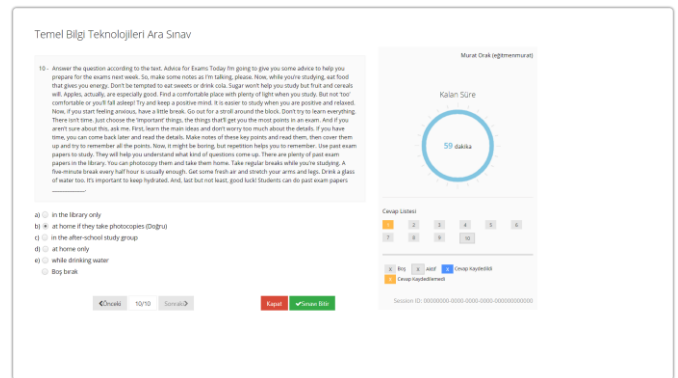 Temel Bilgi Teknolojileri Ara Sınav
Murat Orak (eğitmenmurat)
10 - Answer the question according to the text. Advice for Exams Today I'm going to give you some advice to help you
prepare for the exams next week. So, make some notes as I'm talking, please. Now, while you're studying, eat food
that gives you energy. Don't be tempted to eat sweets or drink cola. Sugar won't help you study but fruit and cereals
will. Apples, actually, are especially good. Find a comfortable place with plenty of light when you study. But not 'too'
comfortable or you'll fall asleep! Try and keep a positive mind. It is easier to study when you are positive and relaxed.
Now, if you start feeling anxious, have a little break. Go out for a stroll around the block. Don't try to learn everything.
There isn't time. Just choose the 'important' things, the things that'll get you the most points in an exam. And if you
aren't sure about this, ask me. First, learn the main ideas and don't worry too much about the details. If you have
time, you can come back later and read the details. Make notes of these key points and read them, then cover them
up and try to remember all the points. Now, it might be boring, but repetition helps you to remember. Use past exam
papers to study. They will help you understand what kind of questions come up. There are plenty of past exam
papers in the library. You can photocopy them and take them home. Take regular breaks while you're studying. A
five-minute break every half hour is usually enough. Get some fresh air and stretch your arms and legs. Drink a glass
of water too. It's important to keep hydrated. And, last but not least, good luck! Students can do past exam papers
____________.
a) in the library only
b) at home if they take photocopies (Doğru)
c) in the after-school study group
d) at home only
e) while drinking water
Boş bırak
Önceki 10/10 Sonraki Kapat Sınavı Bitir
Kalan Süre
59 dakika
Cevap Listesi
1 2 3 4 5 6
7 8 9 10
X Boş X Aktif X Cevap Kaydedildi
X Cevap Kaydedilemedi
Session ID: 00000000-0000-0000-0000-000000000000